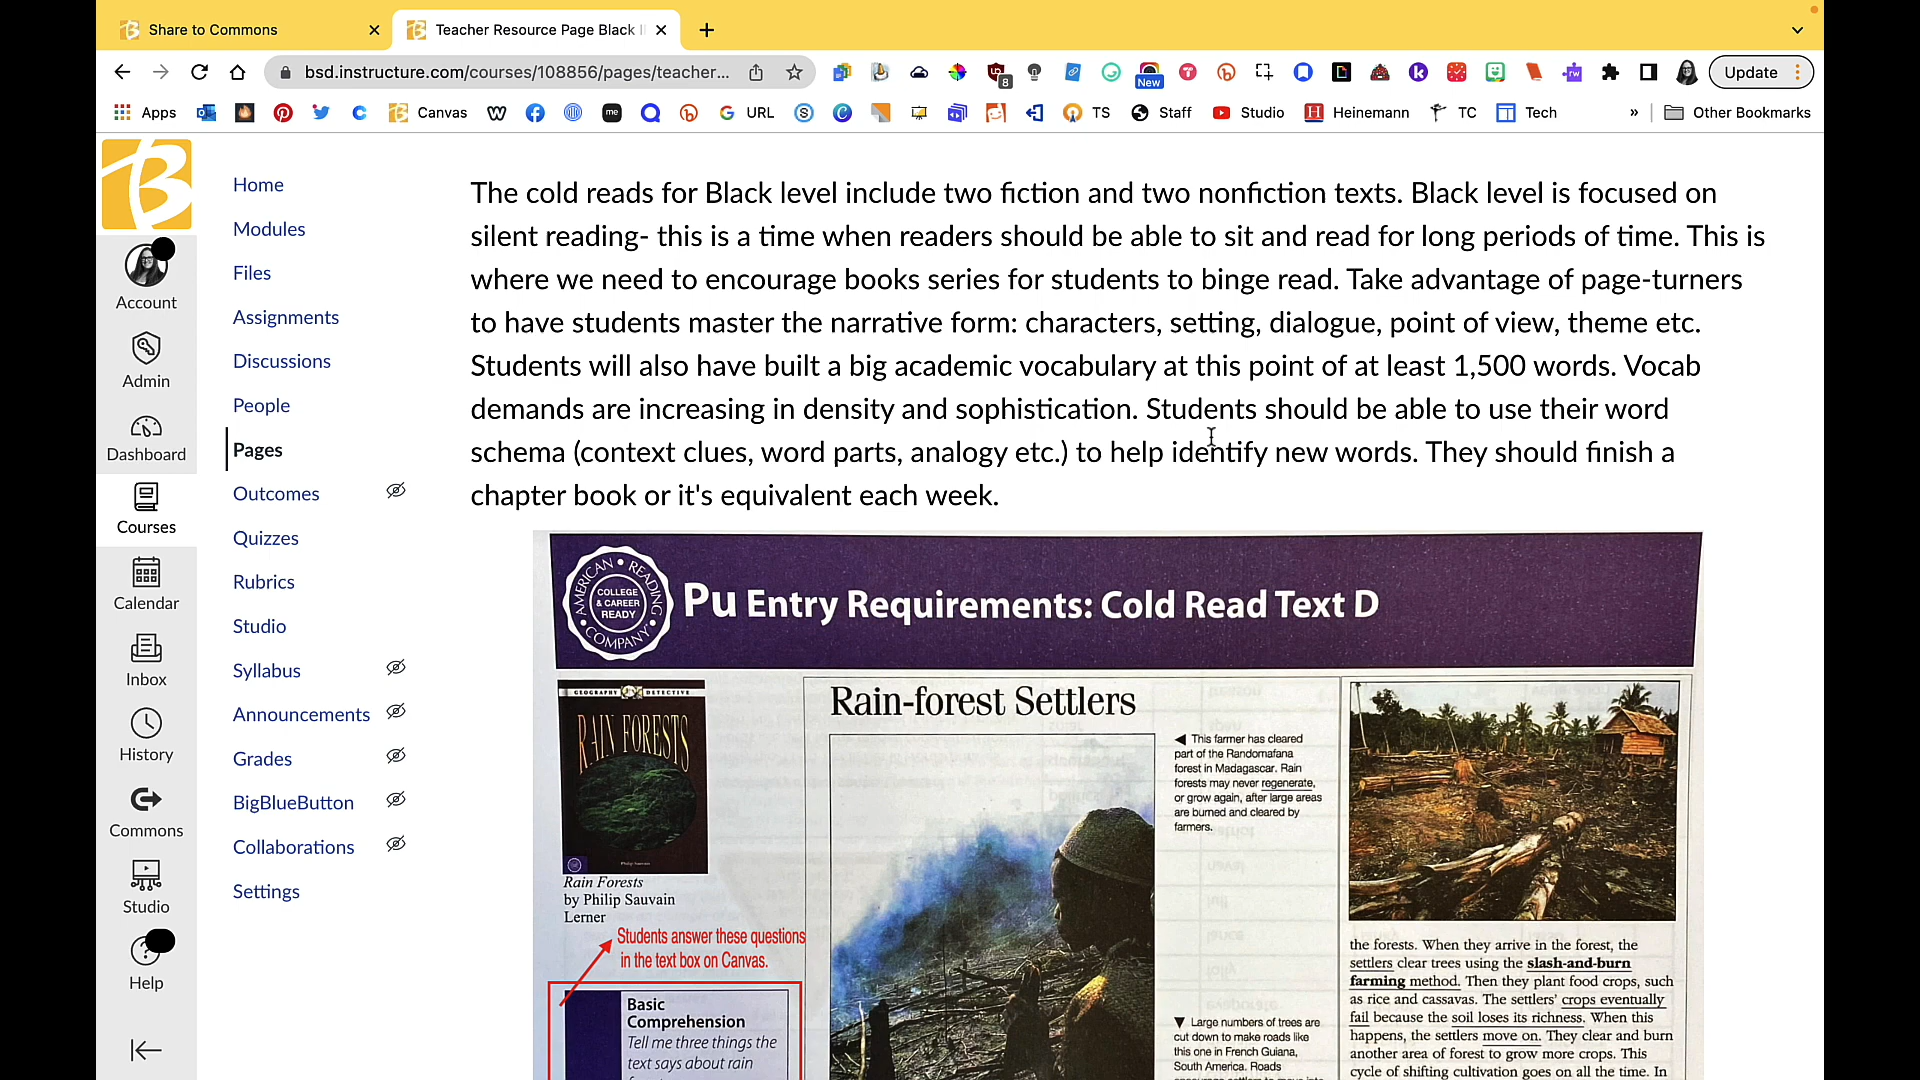 Share to Commons
Teacher Resource Page Black
bsd.instructure.com/courses/108856/pages/teacher...
8
New
Update
Apps
Canvas
W
me
URL
TS
Staff
Studio
Heinemann
TC
Tech
»
Other Bookmarks
Account
Admin
Dashboard
Courses
Calendar
Inbox
History
Commons
Studio
Help
Home
Modules
Files
Assignments
Discussions
People
Pages
Outcomes
Quizzes
Rubrics
Studio
Syllabus
Announcements
Grades
BigBlueButton
Collaborations
Settings
The cold reads for Black level include two fiction and two nonfiction texts. Black level is focused on
silent reading- this is a time when readers should be able to sit and read for long periods of time. This is
where we need to encourage books series for students to binge read. Take advantage of page-turners
to have students master the narrative form: characters, setting, dialogue, point of view, theme etc.
Students will also have built a big academic vocabulary at this point of at least 1,500 words. Vocab
demands are increasing in density and sophistication. Students should be able to use their word
schema (context clues, word parts, analogy etc.) to help identify new words. They should finish a
chapter book or it's equivalent each week.
AMERICAN • READING • COMPANY
COLLEGE
& CAREER
READY
Pu Entry Requirements: Cold Read Text D
GEOGRAPHY DETECTIVE
RAIN FORESTS
Philip Sauvain
Rain Forests
by Philip Sauvain
Lerner
Students answer these questions
in the text box on Canvas.
Basic
Comprehension
Tell me three things the
text says about rain
Rain-forest Settlers
◀ This farmer has cleared
part of the Randomafana
forest in Madagascar. Rain
forests may never regenerate,
or grow again, after large areas
are burned and cleared by
farmers.
▼ Large numbers of trees are
cut down to make roads like
this one in French Guiana,
South America. Roads
the forests. When they arrive in the forest, the
settlers clear trees using the slash-and-burn
farming method. Then they plant food crops, such
as rice and cassavas. The settlers' crops eventually
fail because the soil loses its richness. When this
happens, the settlers move on. They clear and burn
another area of forest to grow more crops. This
cycle of shifting cultivation goes on all the time. In